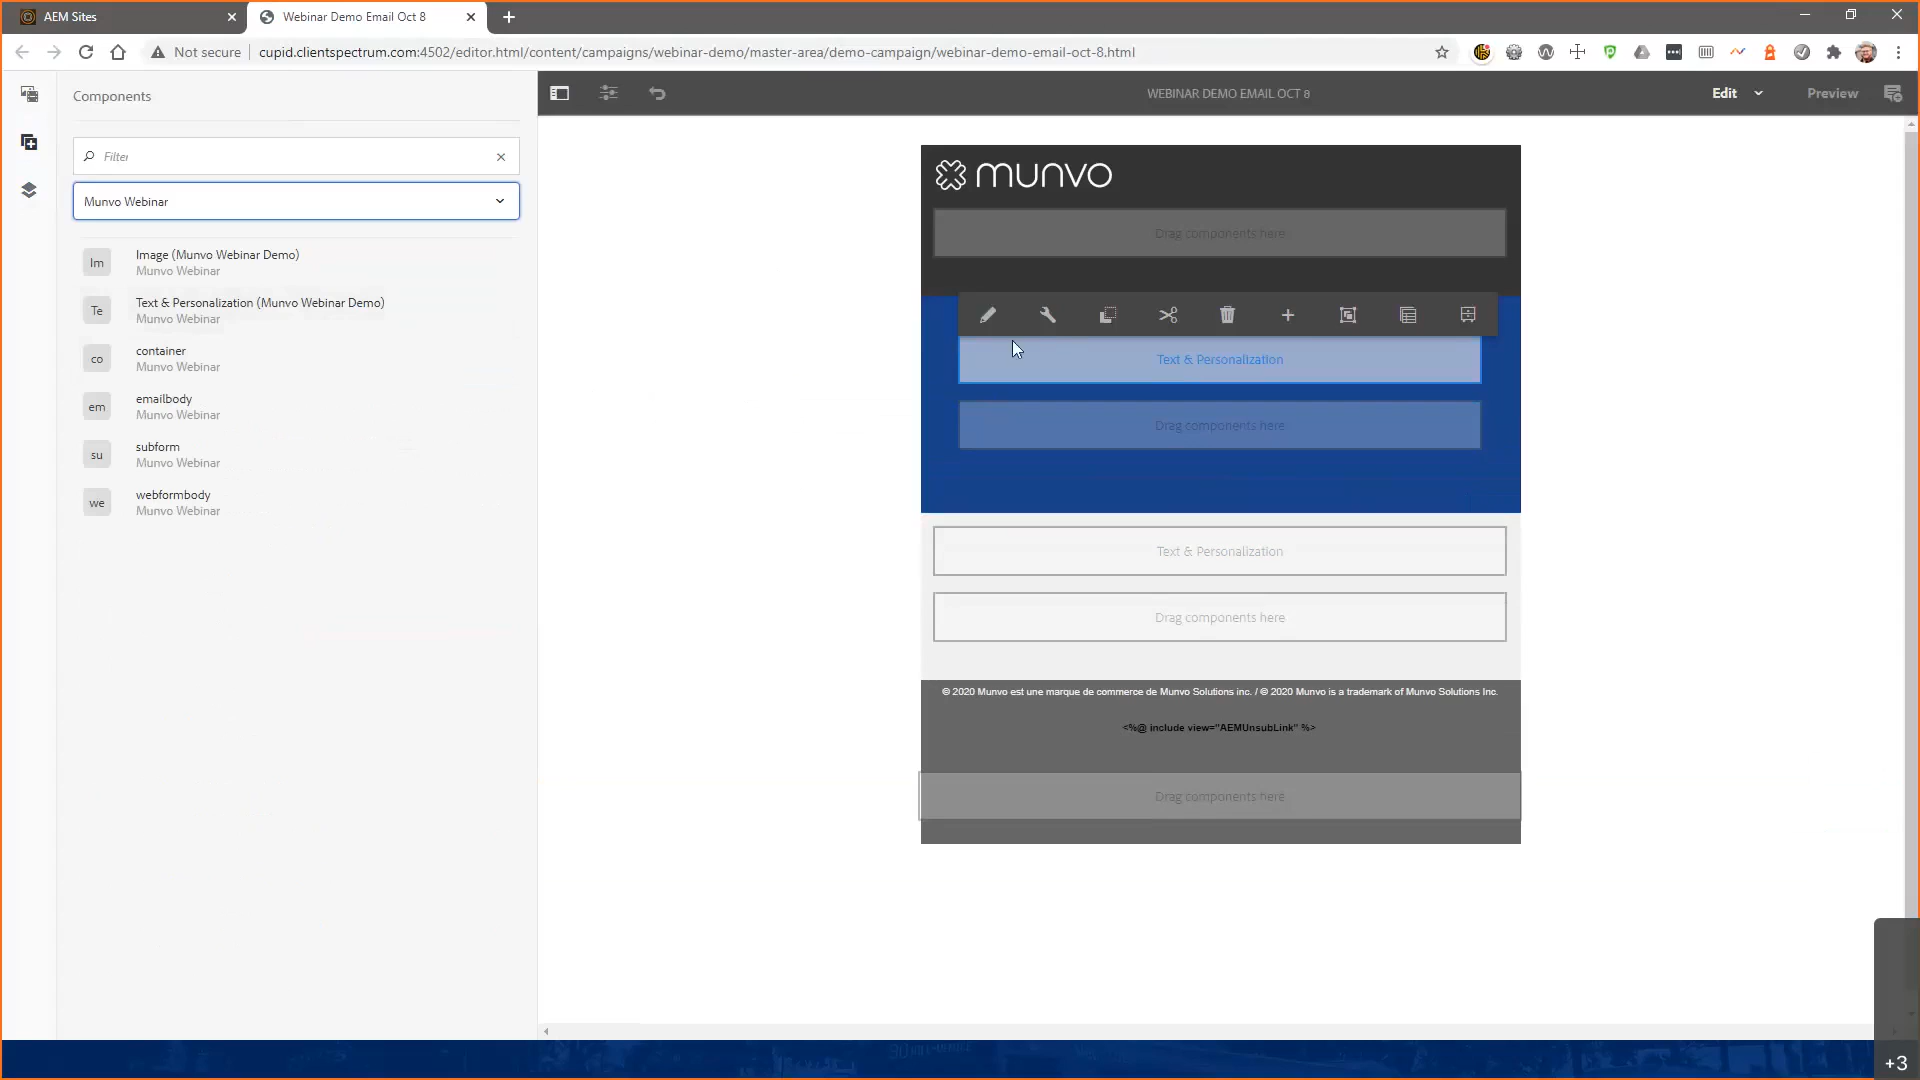 AEM Sites
Webinar Demo Email Oct 8
Not secure
cupid.clientspectrum.com:4502/editor.html/content/campaigns/webinar-demo/master-area/demo-campaign/webinar-demo-email-oct-8.html
Components
WEBINAR DEMO EMAIL OCT 8
Edit
Preview
Filter
Munvo Webinar
Im
Image (Munvo Webinar Demo)
Munvo Webinar
Te
Text & Personalization (Munvo Webinar Demo)
Munvo Webinar
co
container
Munvo Webinar
em
emailbody
Munvo Webinar
su
subform
Munvo Webinar
we
webformbody
Munvo Webinar
munvo
Drag components here
Text & Personalization
Drag components here
Text & Personalization
Drag components here
© 2020 Munvo est une marque de commerce de Munvo Solutions inc. / © 2020 Munvo is a trademark of Munvo Solutions Inc.
<%@ include view="AEMUnsubLink" %>
Drag components here
+3